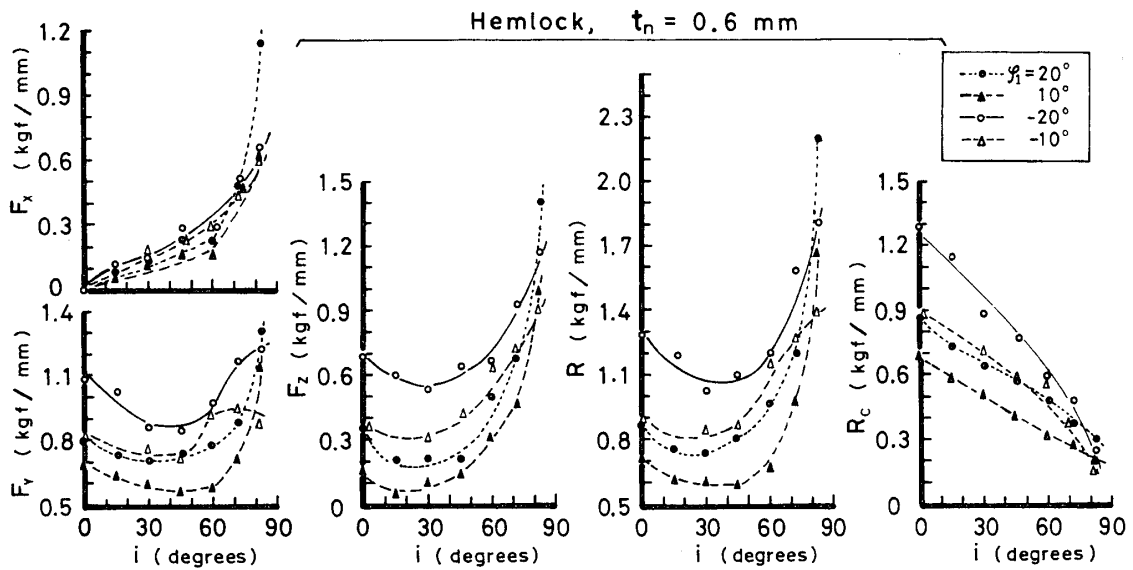 Hemlock, tn = 0.6 mm
𝒮1 = 20°
10°
-20°
-10°
Fx (kgf/mm)
1.2
0.9
0.6
0.3
0
FY (kgf/mm)
1.4
1.1
0.8
0.5
0 30 60 90
i (degrees)
Fz (kgf/mm)
1.5
1.2
0.9
0.6
0.3
0
0 30 60 90
i (degrees)
R (kgf/mm)
2.3
2.0
1.7
1.4
1.1
0.8
0.5
0 30 60 90
i (degrees)
Rc (kgf/mm)
1.5
1.2
0.9
0.6
0.3
0
0 30 60 90
i (degrees)